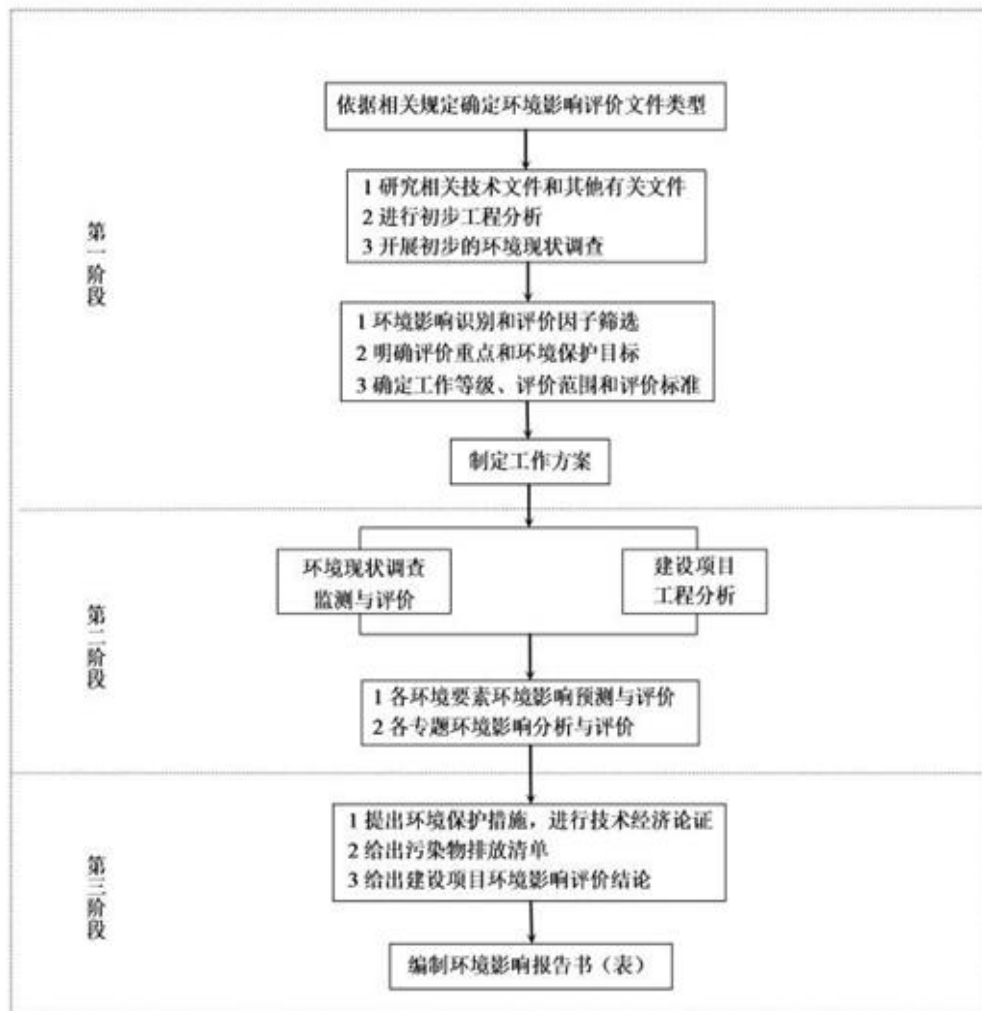 依据相关规定确定环境影响评价文件类型
1 研究相关技术文件和其他有关文件
2 进行初步工程分析
3 开展初步的环境现状调查
第一阶段
1 环境影响识别和评价因子筛选
2 明确评价重点和环境保护目标
3 确定工作等级、评价范围和评价标准
制定工作方案
环境现状调查
监测与评价
建设项目
工程分析
第二阶段
1 各环境要素环境影响预测与评价
2 各专题环境影响分析与评价
1 提出环境保护措施，进行技术经济论证
2 给出污染物排放清单
3 给出建设项目环境影响评价结论
第三阶段
编制环境影响报告书（表）